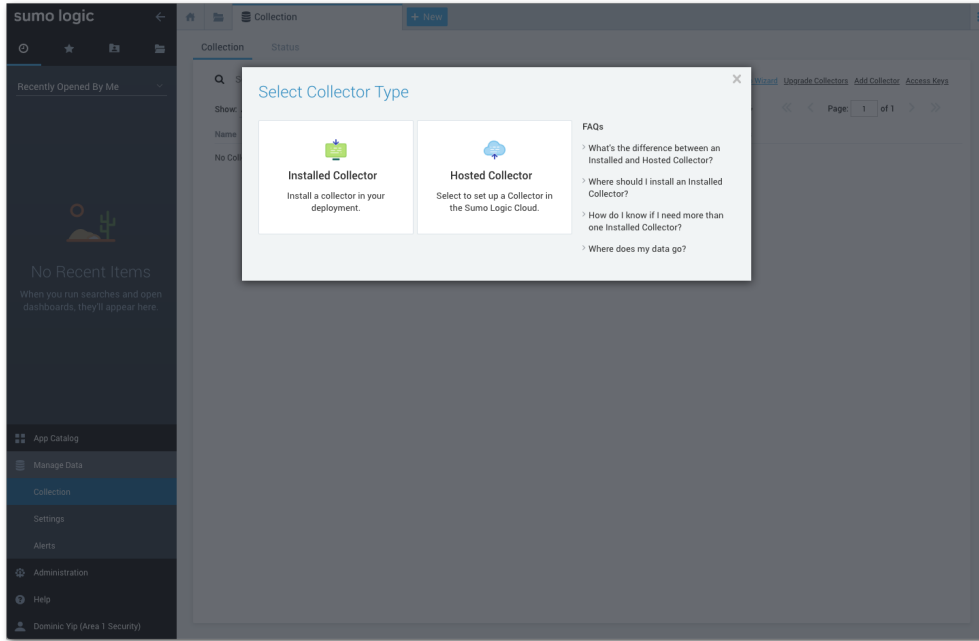 sumo logic
Collection
+ New
Collection
Status
Recently Opened By Me
Select Collector Type
Wizard Upgrade Collectors Add Collector Access Keys
Show:
Page: 1 of 1
Name
No Coll
Installed Collector
Install a collector in your
deployment.
Hosted Collector
Select to set up a Collector in
the Sumo Logic Cloud.
FAQs
What's the difference between an
Installed and Hosted Collector?
Where should I install an Installed
Collector?
How do I know if I need more than
one Installed Collector?
Where does my data go?
No Recent Items
When you run searches and open
dashboards, they'll appear here.
App Catalog
Manage Data
Collection
Settings
Alerts
Administration
Help
Dominic Yip (Area 1 Security)